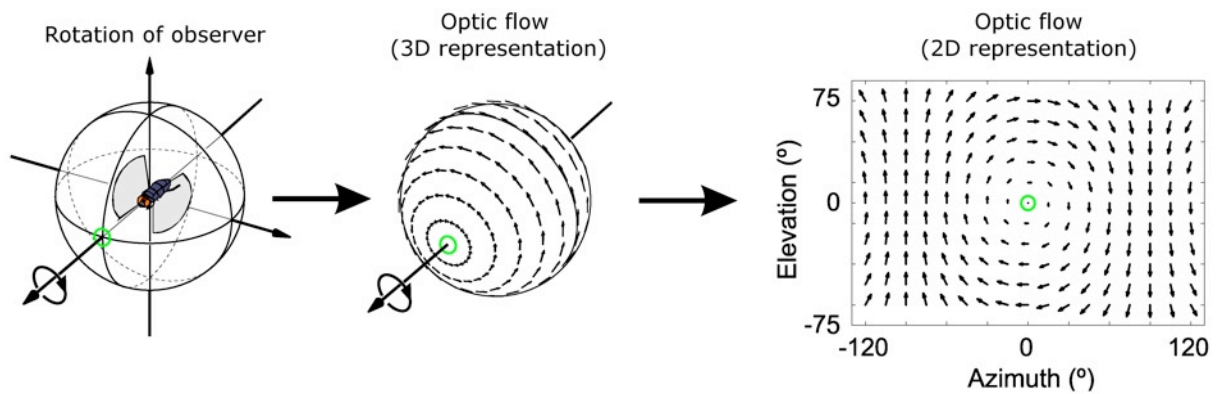 Rotation of observer
Optic flow
(3D representation)
Optic flow
(2D representation)
75
0
-75
Elevation (º)
-120
0
120
Azimuth (º)